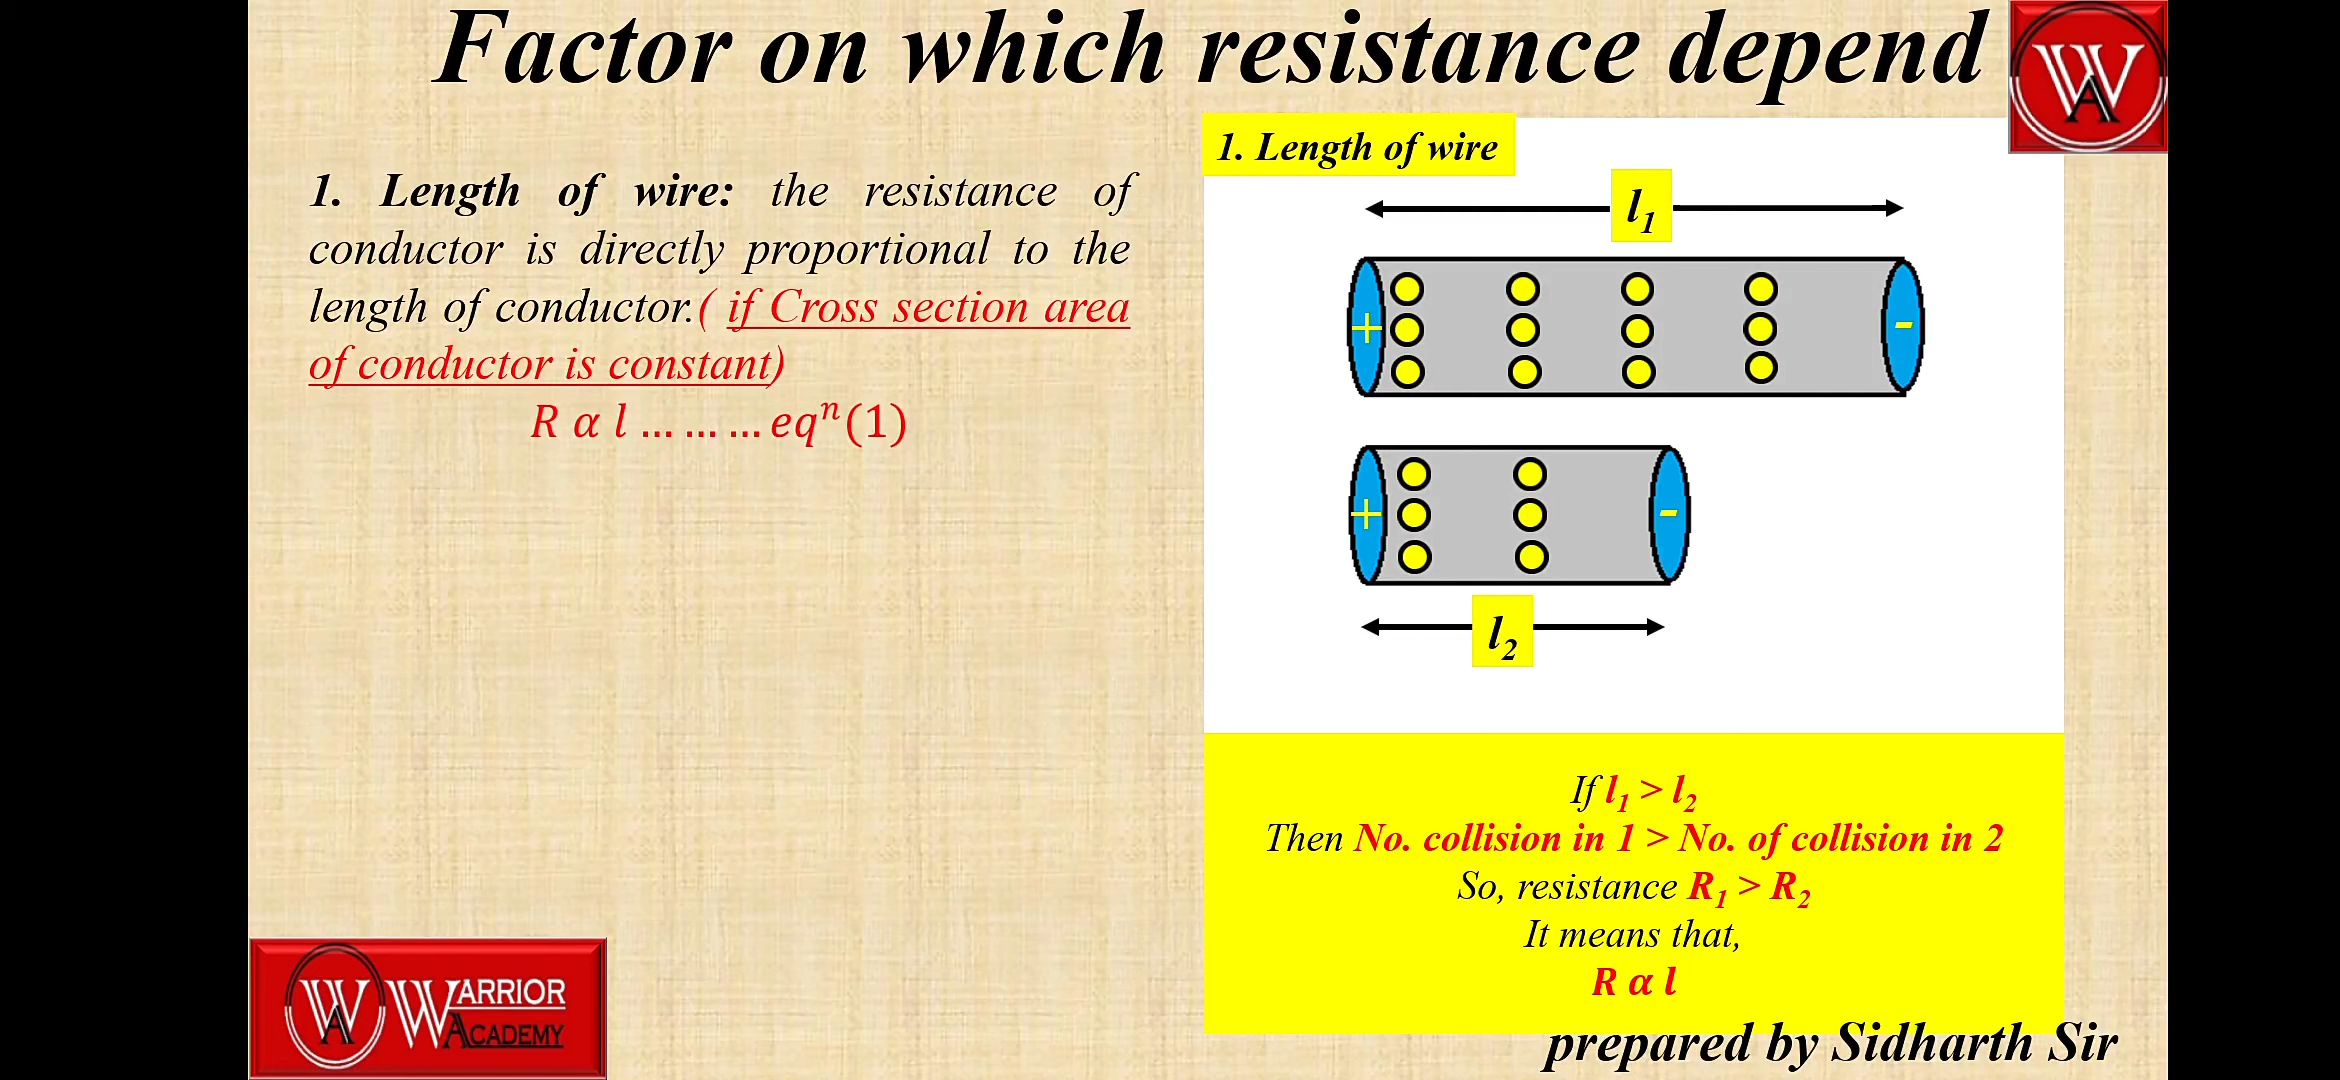 Factor on which resistance depend
WA
1. Length of wire: the resistance of
conductor is directly proportional to the
length of conductor.( if Cross section area
of conductor is constant)
R α l … … … eqⁿ(1)
1. Length of wire
l₁
+ -
+ -
l₂
If l₁ > l₂
Then No. collision in 1 > No. of collision in 2
So, resistance R₁ > R₂
It means that,
R α l
WA WARRIOR
ACADEMY
prepared by Sidharth Sir